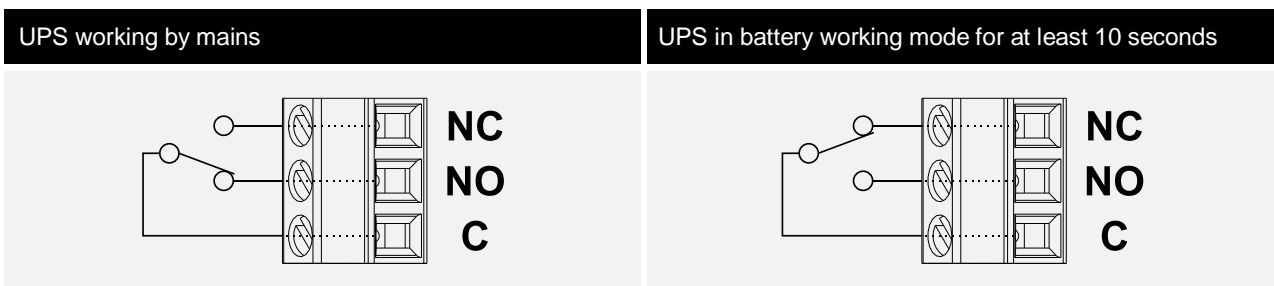 UPS working by mains
UPS in battery working mode for at least 10 seconds
NC
NO
C
NC
NO
C